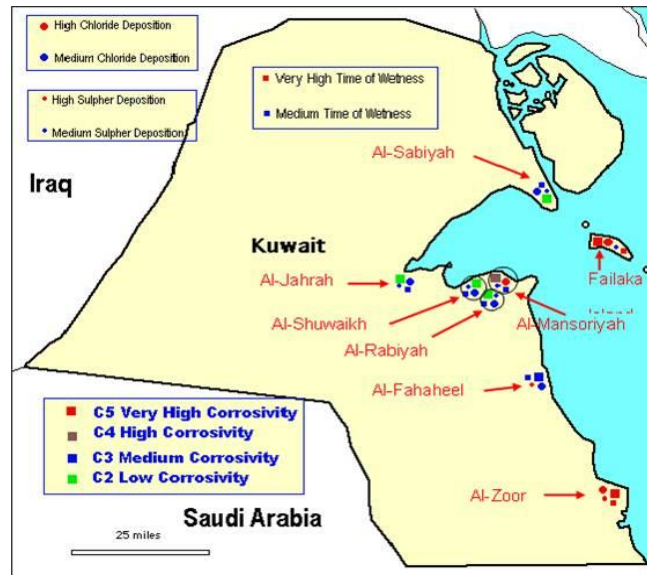 High Chloride Deposition
Medium Chloride Deposition
High Sulpher Deposition
Medium Sulpher Deposition
Very High Time of Wetness
Medium Time of Wetness
Al-Sabiyah
Iraq
Kuwait
Failaka
Al-Jahrah
Al-Shuwaikh
Al-Mansoriyah
Al-Rabiyah
Al-Fahaheel
C5 Very High Corrosivity
C4 High Corrosivity
C3 Medium Corrosivity
C2 Low Corrosivity
Al-Zoor
Saudi Arabia
25 miles